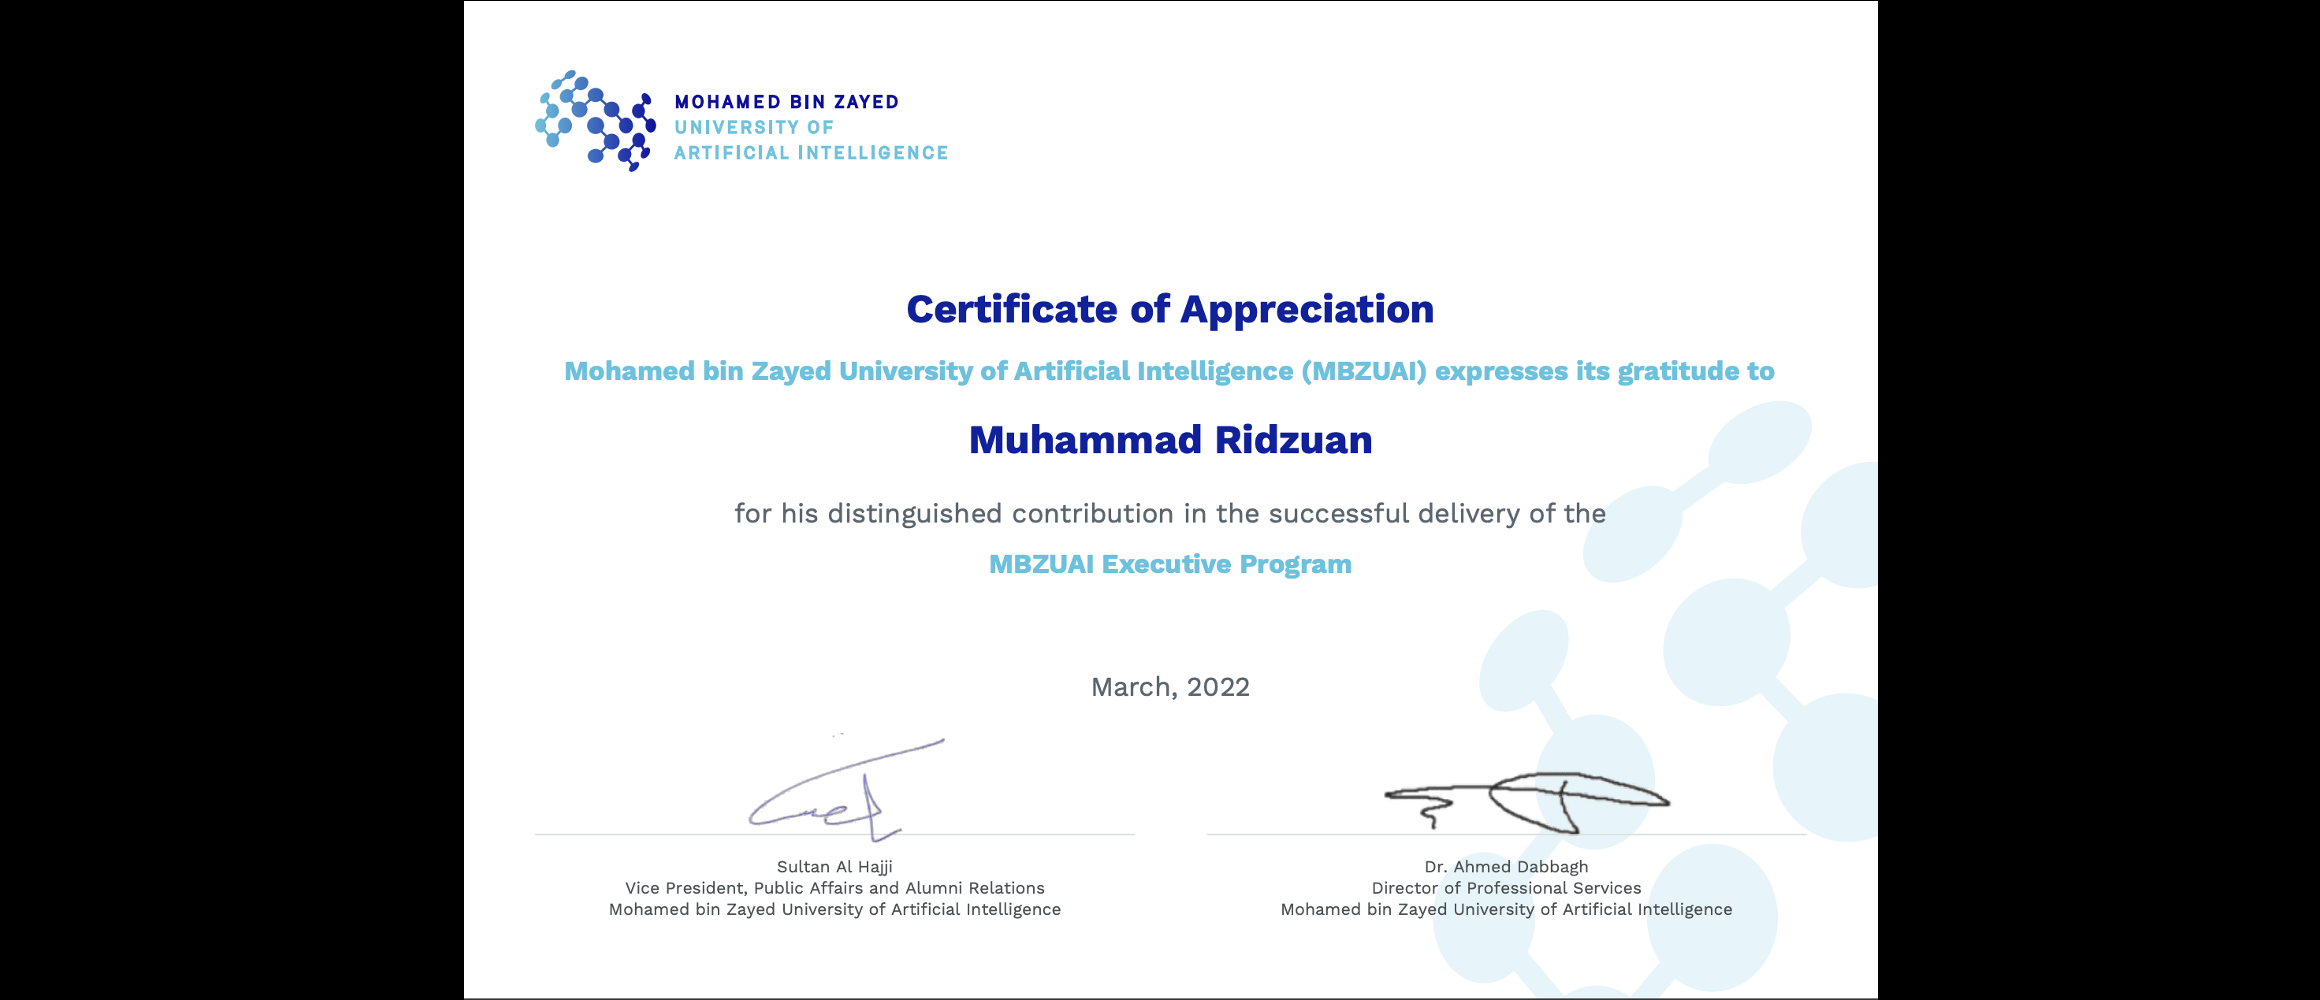 MOHAMED BIN ZAYED
UNIVERSITY OF
ARTIFICIAL INTELLIGENCE
Certificate of Appreciation
Mohamed bin Zayed University of Artificial Intelligence (MBZUAI) expresses its gratitude to
Muhammad Ridzuan
for his distinguished contribution in the successful delivery of the
MBZUAI Executive Program
March, 2022
Sultan Al Hajji
Vice President, Public Affairs and Alumni Relations
Mohamed bin Zayed University of Artificial Intelligence
Dr. Ahmed Dabbagh
Director of Professional Services
Mohamed bin Zayed University of Artificial Intelligence